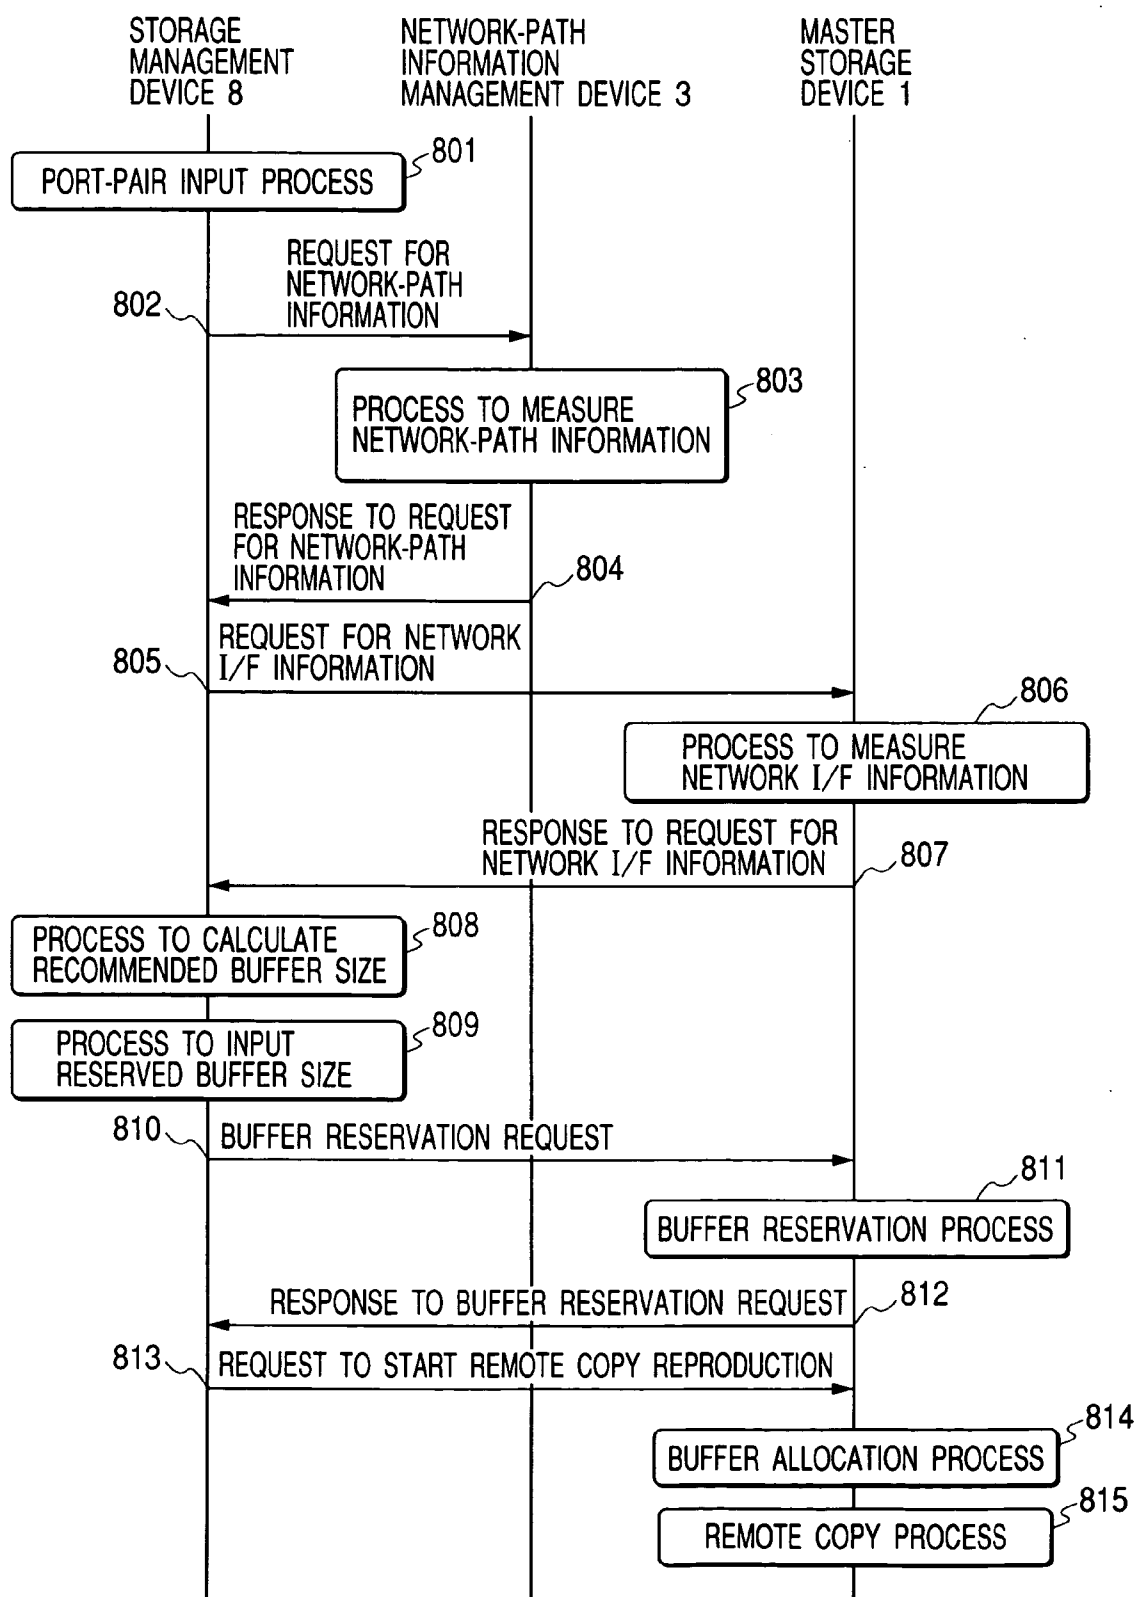 STORAGE
MANAGEMENT
DEVICE 8
NETWORK-PATH
INFORMATION
MANAGEMENT DEVICE 3
MASTER
STORAGE
DEVICE 1
801
PORT-PAIR INPUT PROCESS
REQUEST FOR
NETWORK-PATH
INFORMATION
802
803
PROCESS TO MEASURE
NETWORK-PATH INFORMATION
RESPONSE TO REQUEST
FOR NETWORK-PATH
INFORMATION
804
REQUEST FOR NETWORK
I/F INFORMATION
805
806
PROCESS TO MEASURE
NETWORK I/F INFORMATION
RESPONSE TO REQUEST FOR
NETWORK I/F INFORMATION
807
808
PROCESS TO CALCULATE
RECOMMENDED BUFFER SIZE
809
PROCESS TO INPUT
RESERVED BUFFER SIZE
810
BUFFER RESERVATION REQUEST
811
BUFFER RESERVATION PROCESS
RESPONSE TO BUFFER RESERVATION REQUEST
812
813
REQUEST TO START REMOTE COPY REPRODUCTION
814
BUFFER ALLOCATION PROCESS
815
REMOTE COPY PROCESS